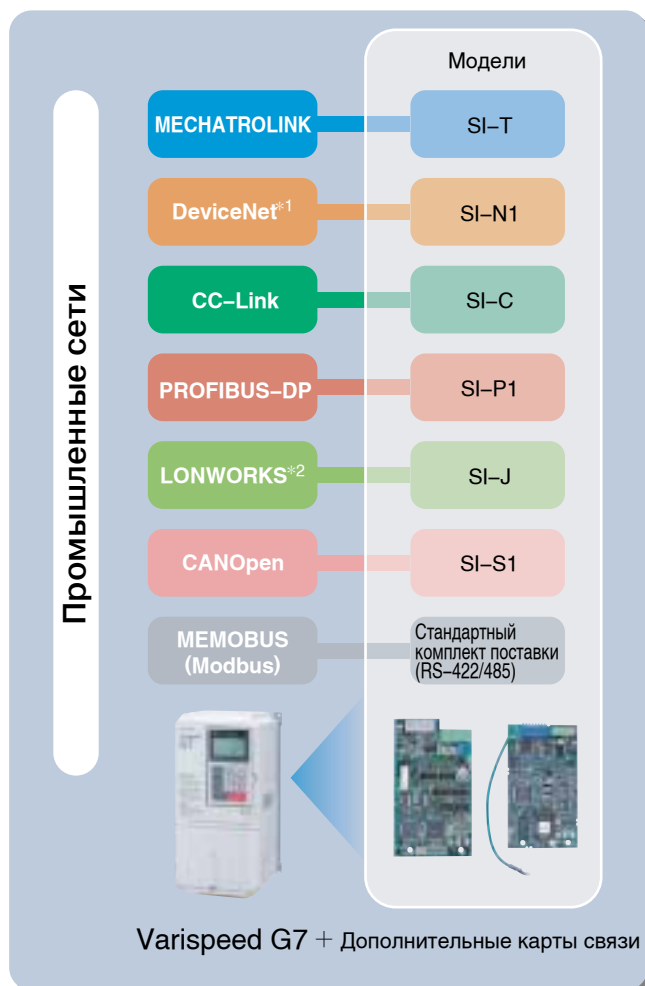 Модели
Промышленные сети
MECHATROLINK
SI–T
DeviceNet*1
SI–N1
CC–Link
SI–C
PROFIBUS–DP
SI–P1
LONWORKS*2
SI–J
CANOpen
SI–S1
MEMOBUS
(Modbus)
Стандартный
комплект поставки
(RS–422/485)
Varispeed G7 + Дополнительные карты связи